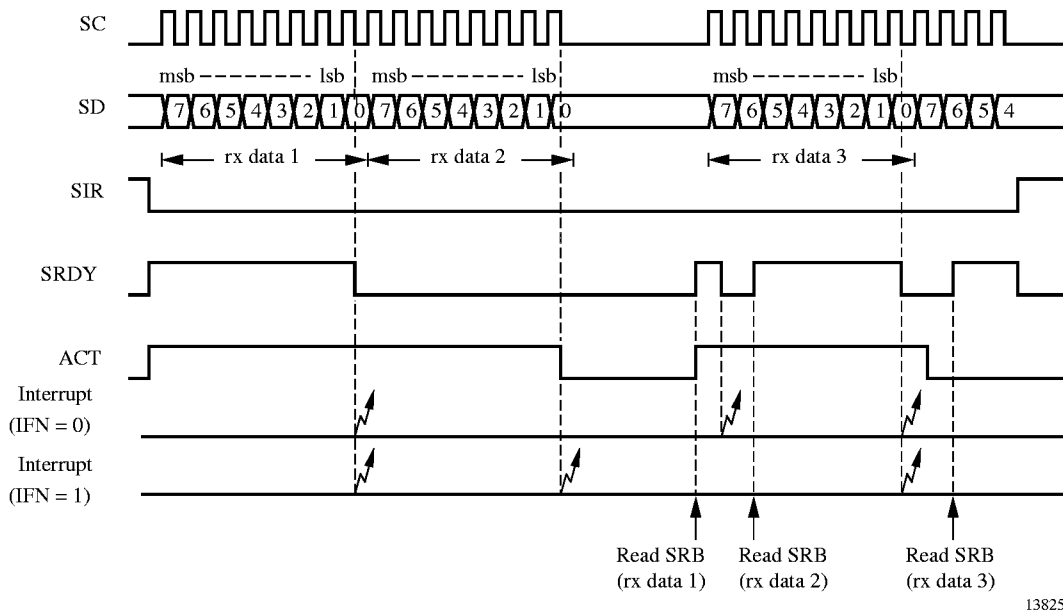 SC
msb lsb msb lsb msb lsb
SD 7 6 5 4 3 2 1 0 7 6 5 4 3 2 1 0 7 6 5 4 3 2 1 0 7 6 5 4
rx data 1 rx data 2 rx data 3
SIR
SRDY
ACT
Interrupt
(IFN = 0)
Interrupt
(IFN = 1)
Read SRB Read SRB Read SRB
(rx data 1) (rx data 2) (rx data 3)
13825